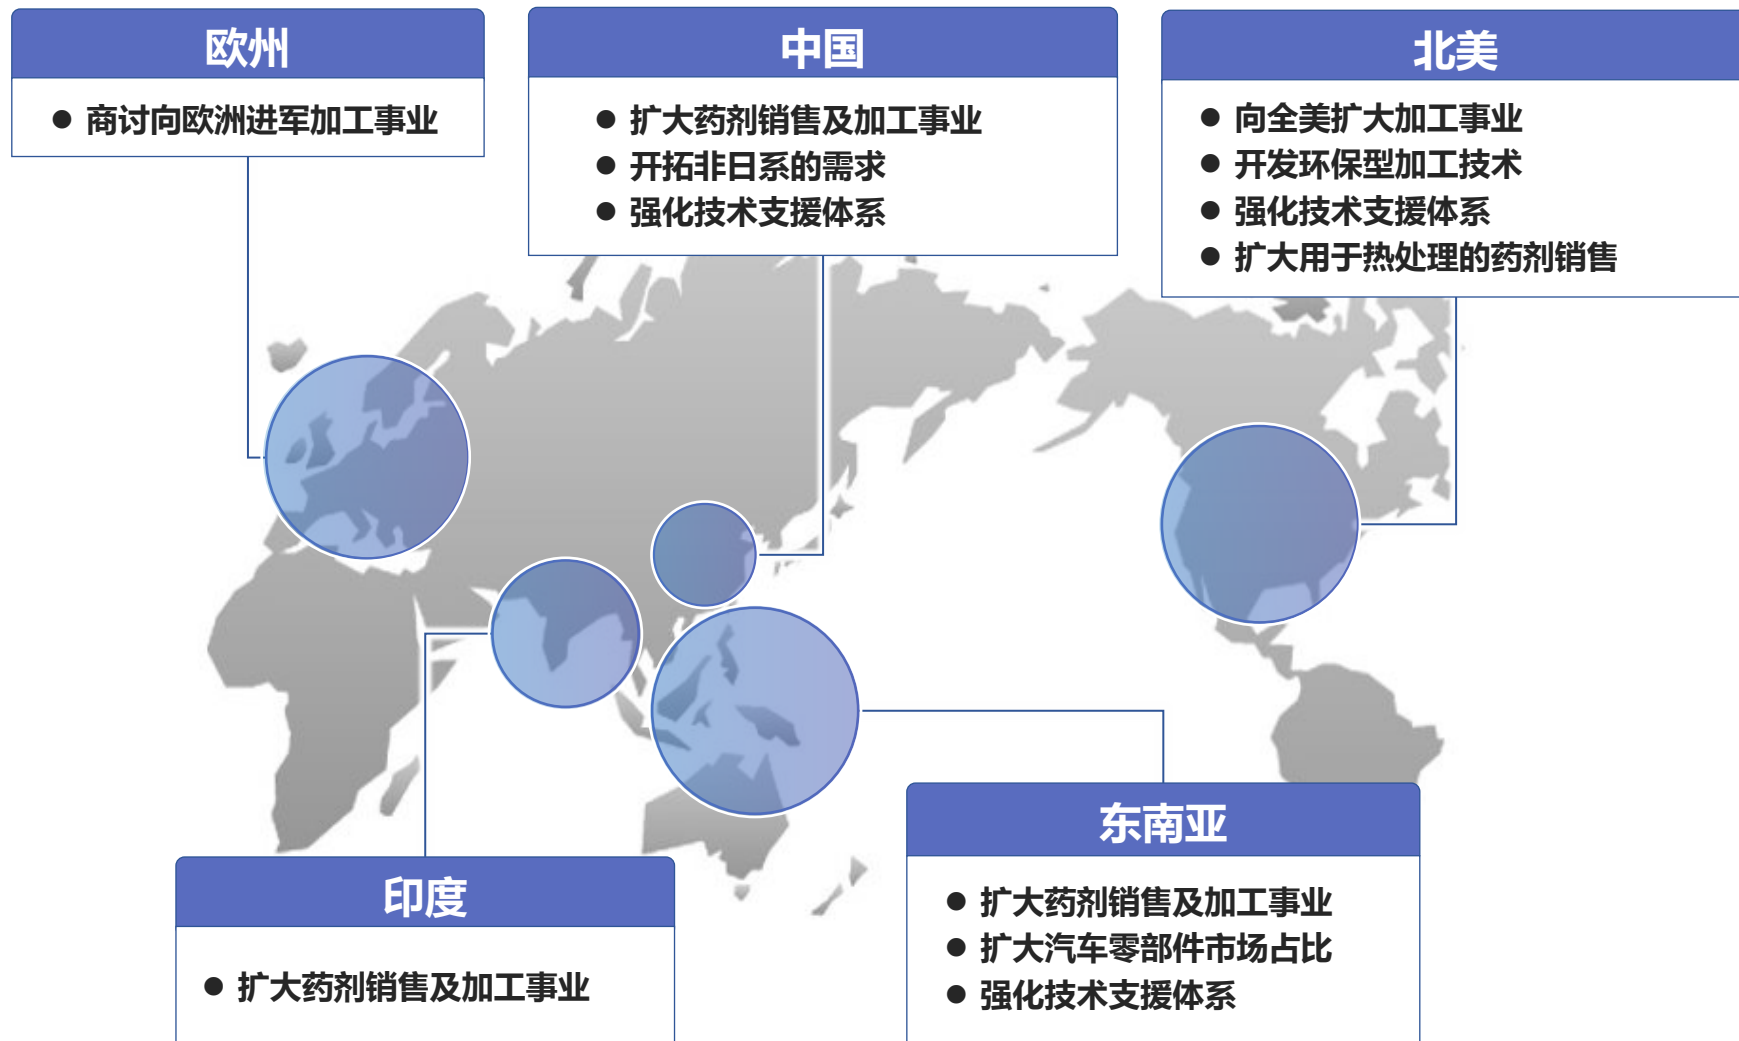 欧州
● 商讨向欧洲进军加工事业
中国
● 扩大药剂销售及加工事业
● 开拓非日系的需求
● 强化技术支援体系
北美
● 向全美扩大加工事业
● 开发环保型加工技术
● 强化技术支援体系
● 扩大用于热处理的药剂销售
印度
● 扩大药剂销售及加工事业
东南亚
● 扩大药剂销售及加工事业
● 扩大汽车零部件市场占比
● 强化技术支援体系